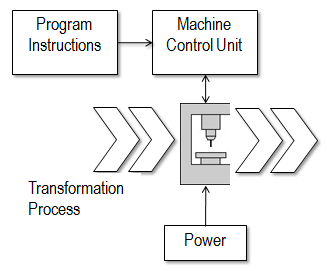 Program
Instructions
Machine
Control Unit
Transformation
Process
Power